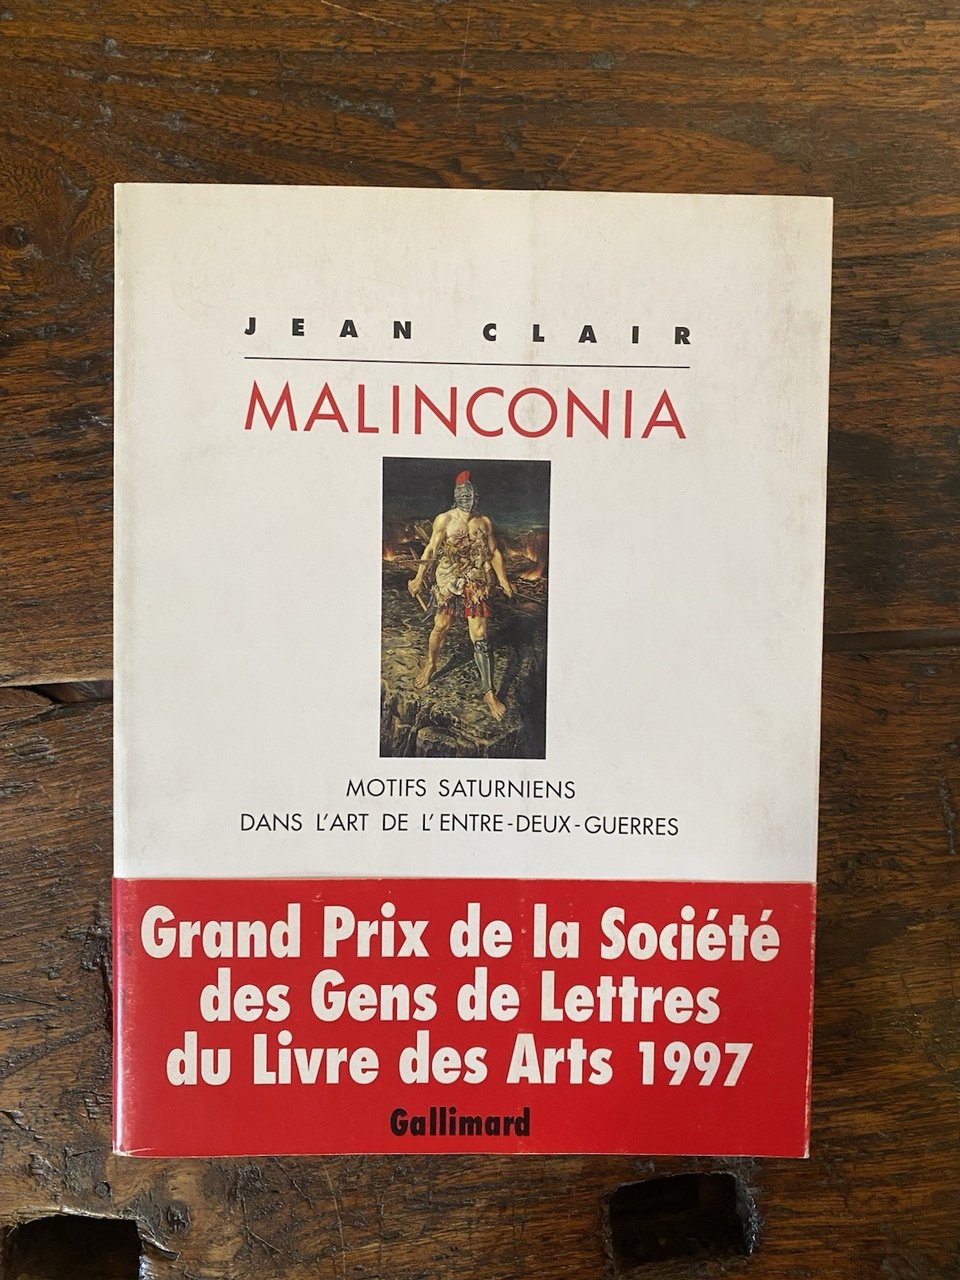 JEAN CLAIR
MALINCONIA
MOTIFS SATURNIENS
DANS L'ART DE L'ENTRE-DEUX-GUERRES
Grand Prix de la Société
des Gens de Lettres
du Livre des Arts 1997
Gallimard